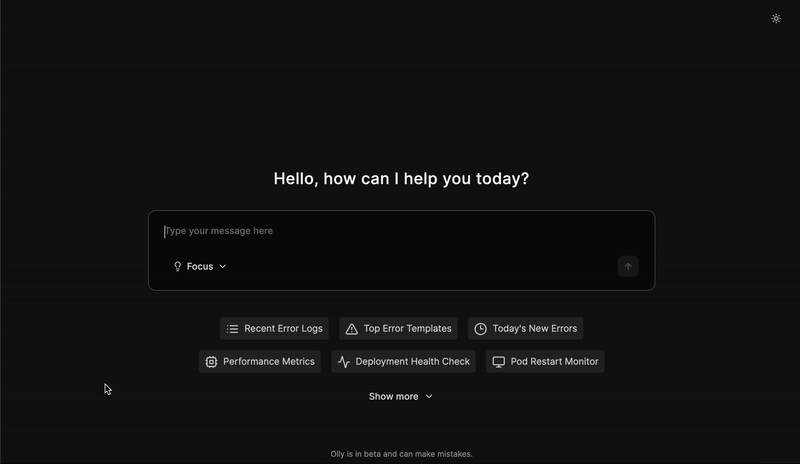 Hello, how can I help you today?
Type your message here
Focus
Recent Error Logs
Top Error Templates
Today's New Errors
Performance Metrics
Deployment Health Check
Pod Restart Monitor
Show more
Olly is in beta and can make mistakes.